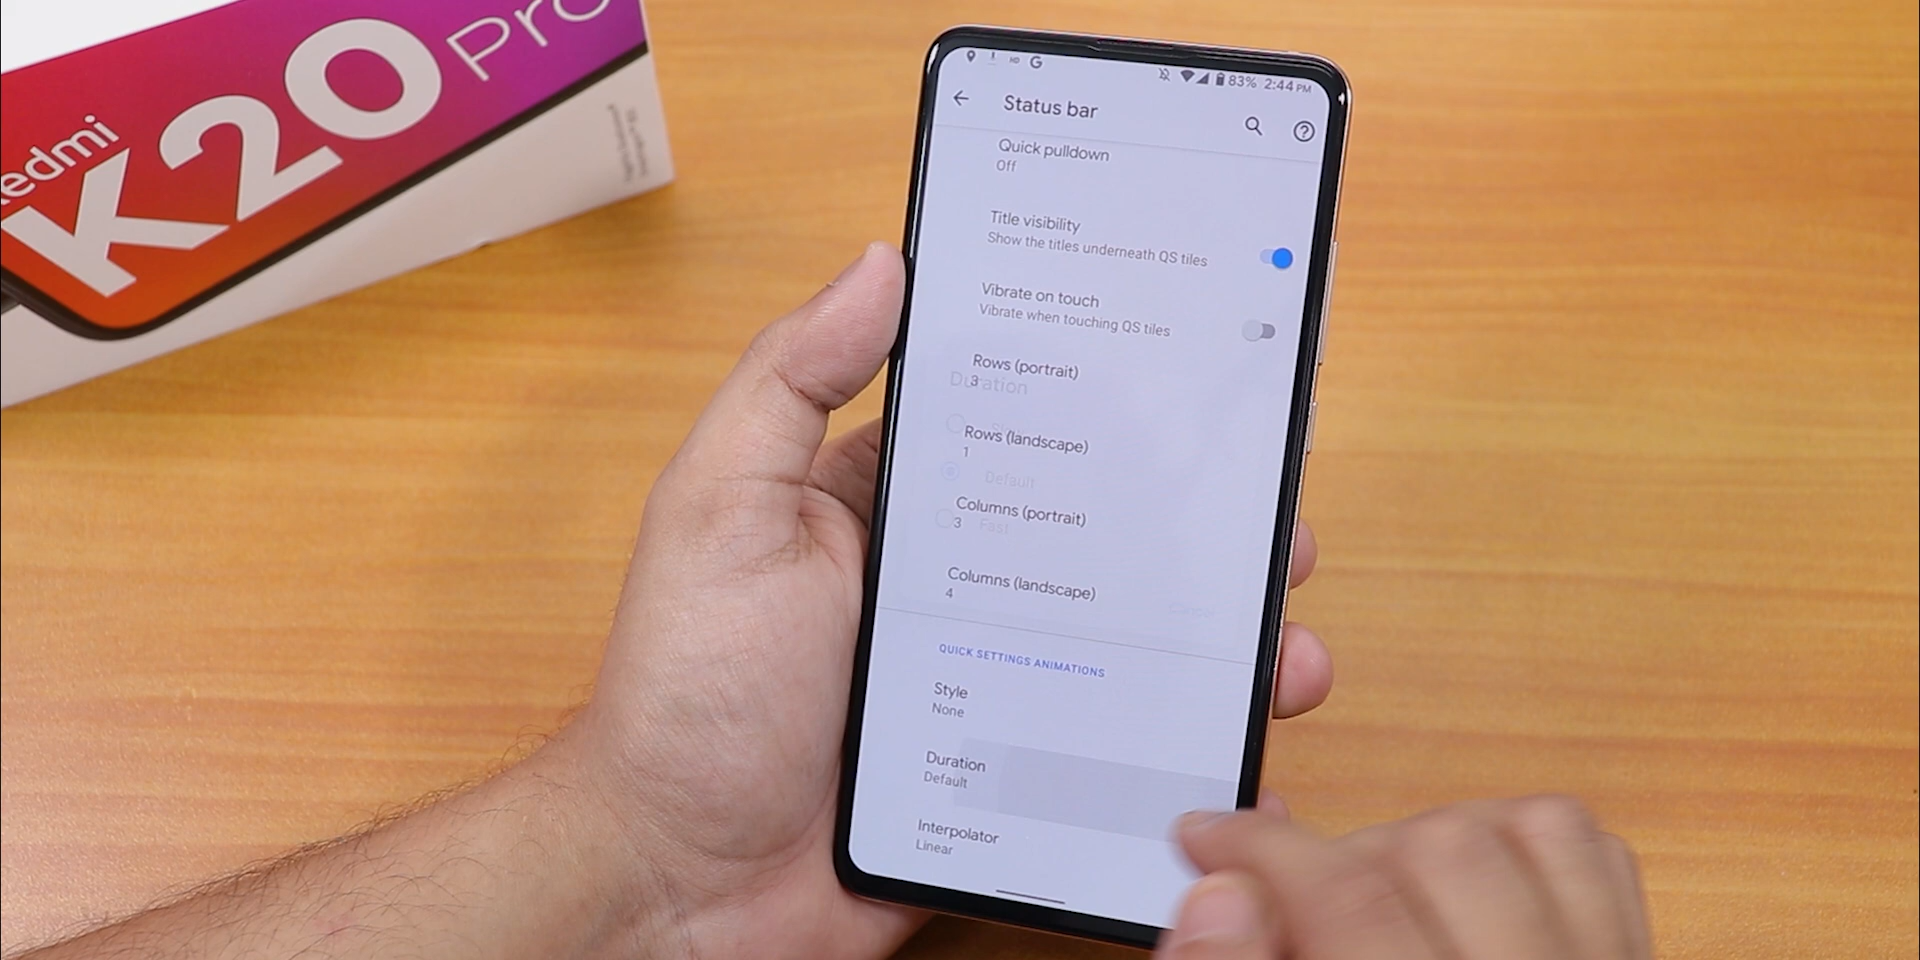 Redmi
K20 Pro
83% 2:44 PM
Status bar
Quick pulldown
Off
Title visibility
Show the titles underneath QS tiles
Vibrate on touch
Vibrate when touching QS tiles
Rows (portrait)
3
Duration
Rows (landscape)
1
Default
Columns (portrait)
3
Fast
Columns (landscape)
4
QUICK SETTINGS ANIMATIONS
Style
None
Duration
Default
Interpolator
Linear